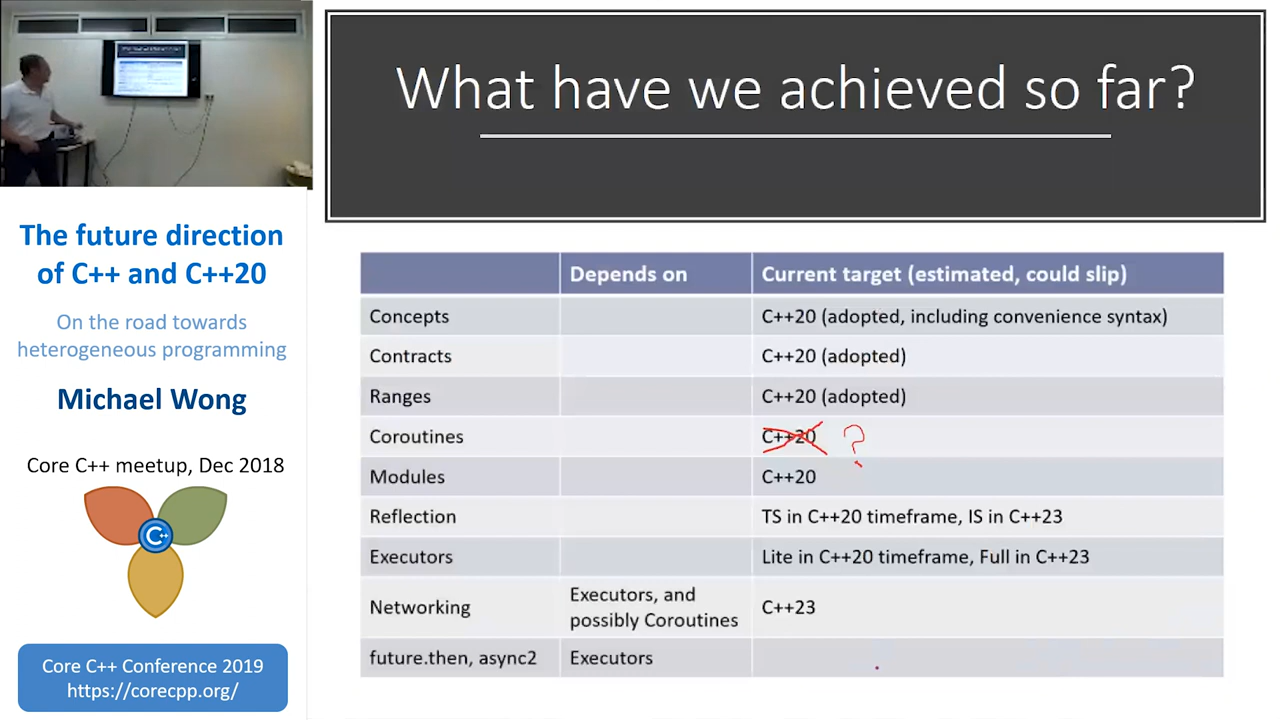 What have we achieved so far?
The future direction
of C++ and C++20
On the road towards
heterogeneous programming
Michael Wong
Core C++ meetup, Dec 2018
C++
Core C++ Conference 2019
https://corecpp.org/
Depends on Current target (estimated, could slip)
Concepts C++20 (adopted, including convenience syntax)
Contracts C++20 (adopted)
Ranges C++20 (adopted)
Coroutines C++20 ?
Modules C++20
Reflection TS in C++20 timeframe, IS in C++23
Executors Lite in C++20 timeframe, Full in C++23
Networking Executors, and possibly Coroutines C++23
future.then, async2 Executors